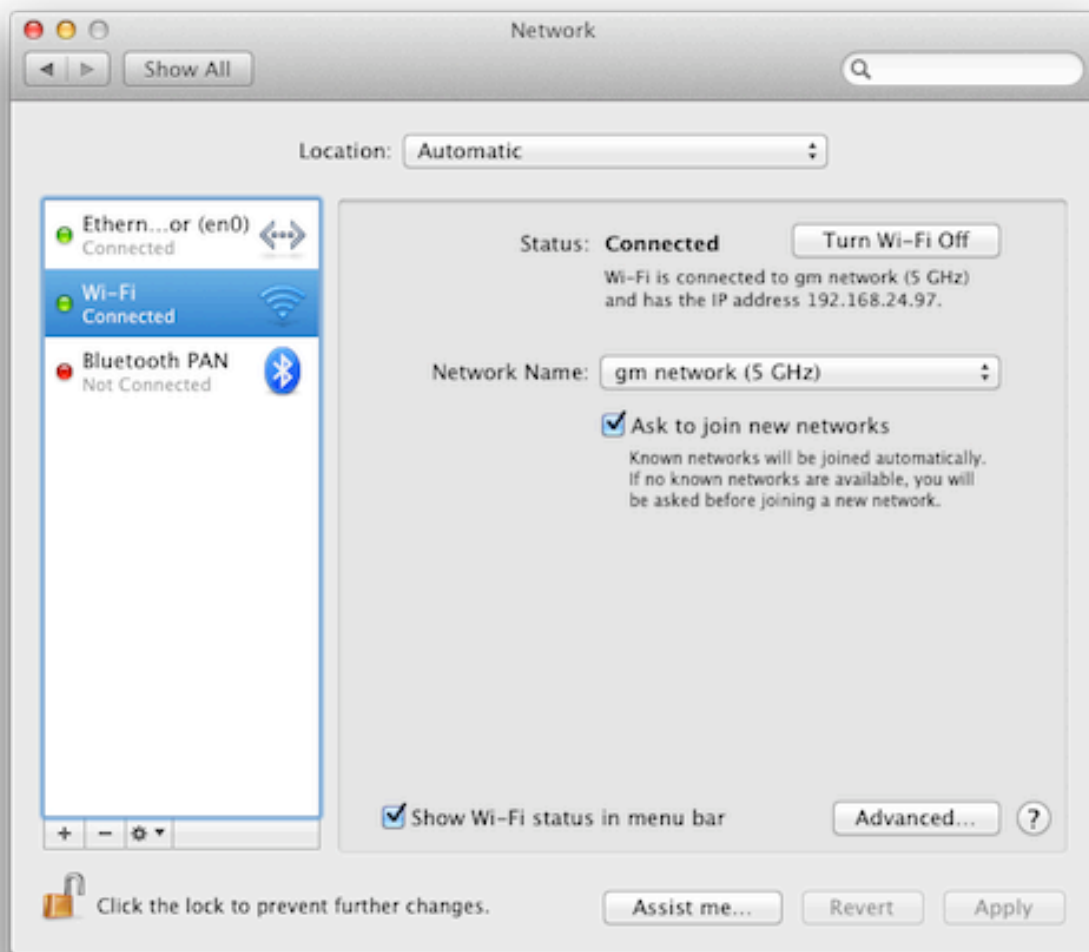 Network
Show All
Location: Automatic
Ethern...or (en0)
Connected
Wi-Fi
Connected
Bluetooth PAN
Not Connected
Status: Connected
Turn Wi-Fi Off
Wi-Fi is connected to gm network (5 GHz)
and has the IP address 192.168.24.97.
Network Name: gm network (5 GHz)
Ask to join new networks
Known networks will be joined automatically.
If no known networks are available, you will
be asked before joining a new network.
Show Wi-Fi status in menu bar
Advanced...
?
Click the lock to prevent further changes.
Assist me...
Revert
Apply